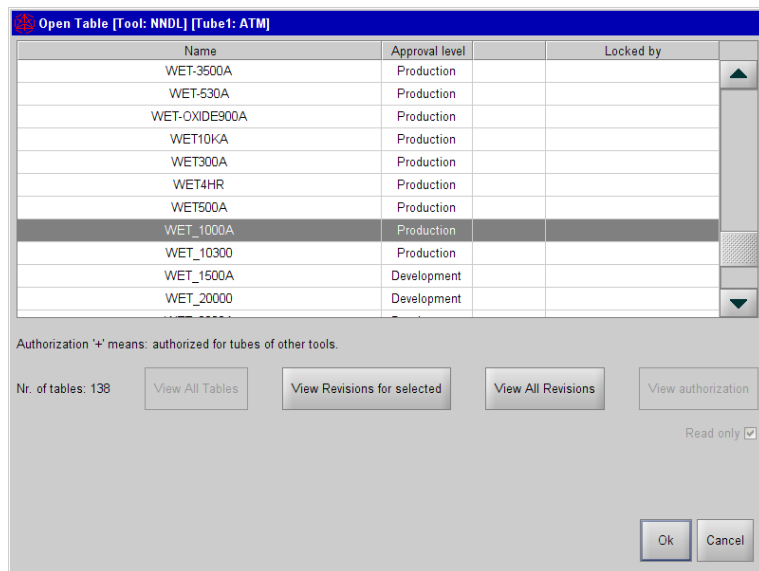 Open Table [Tool: NNDL] [Tube1: ATM]
Name Approval level Locked by
WET-3500A Production
WET-530A Production
WET-OXIDE900A Production
WET10KA Production
WET300A Production
WET4HR Production
WET500A Production
WET_1000A Production
WET_10300 Production
WET_1500A Development
WET_20000 Development
Authorization '+' means: authorized for tubes of other tools.
Nr. of tables: 138 View All Tables View Revisions for selected View All Revisions View authorization
Read only
Ok Cancel